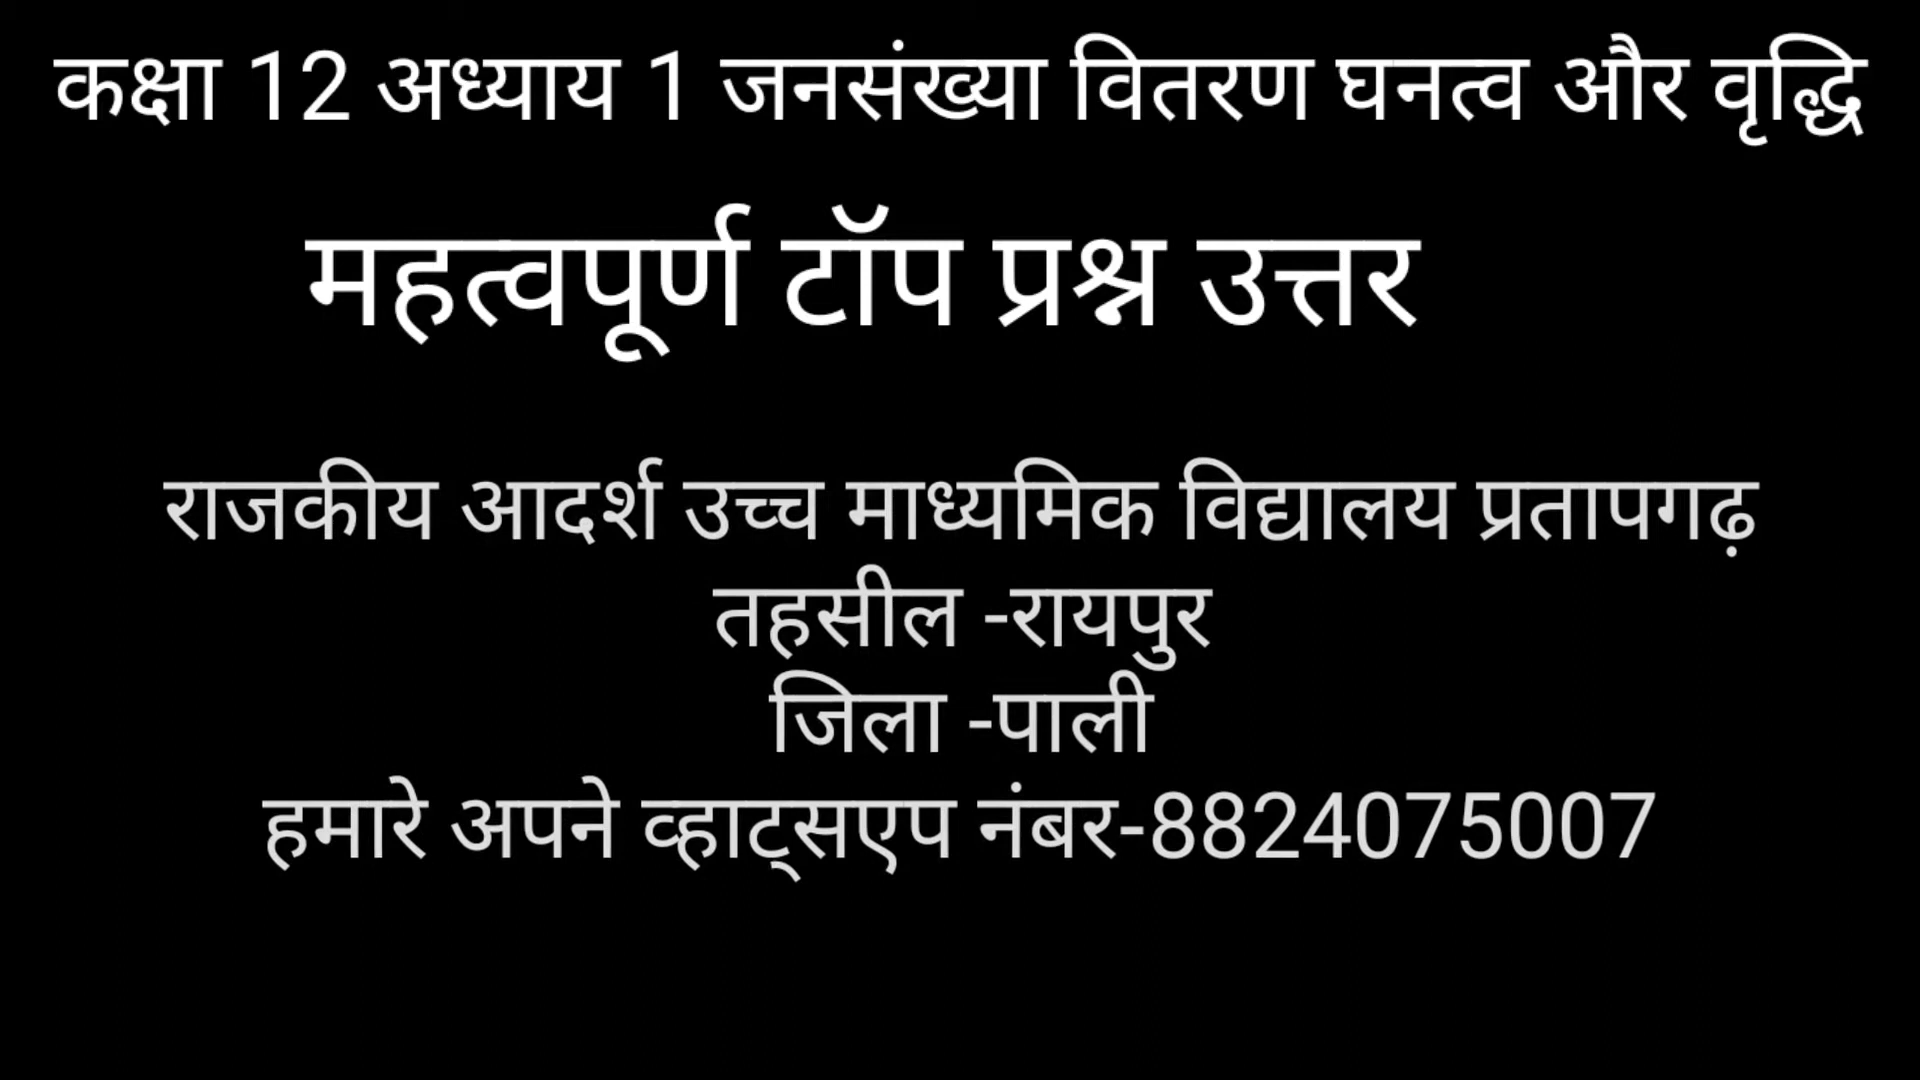 कक्षा 12 अध्याय 1 जनसंख्या वितरण घनत्व और वृद्धि
महत्वपूर्ण टॉप प्रश्न उत्तर
राजकीय आदर्श उच्च माध्यमिक विद्यालय प्रतापगढ़
तहसील -रायपुर
जिला -पाली
हमारे अपने व्हाट्सएप नंबर-8824075007